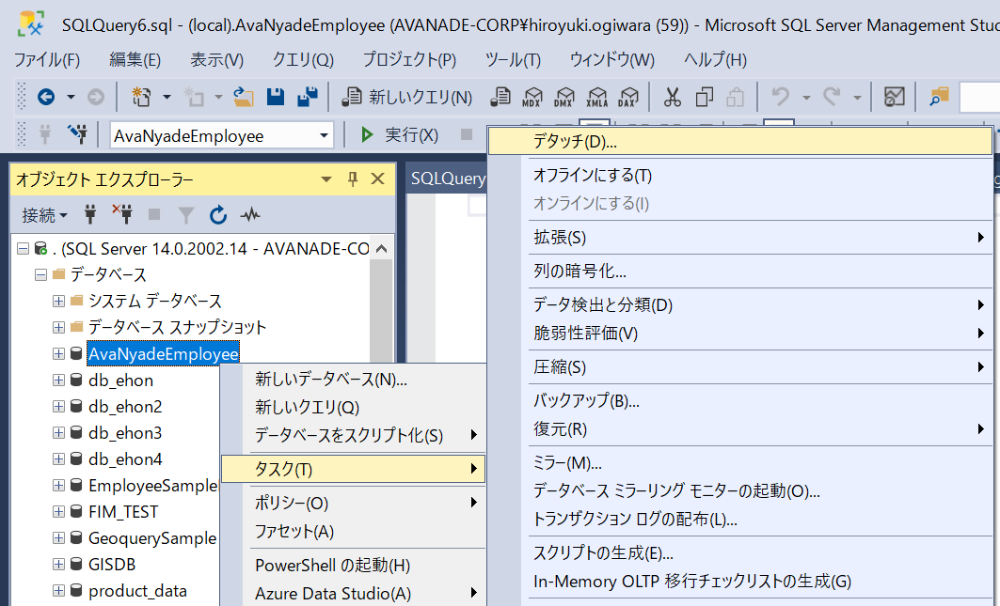 SQLQuery6.sql - (local).AvaNyadeEmployee (AVANADE-CORP¥hiroyuki.ogiwara (59)) - Microsoft SQL Server Management Stud
ファイル(F) 編集(E) 表示(V) クエリ(Q) プロジェクト(P) ツール(T) ウィンドウ(W) ヘルプ(H)
新しいクエリ(N) MDX DMX XMLA DAX
AvaNyadeEmployee 実行(X)
オブジェクト エクスプローラー
接続
. (SQL Server 14.0.2002.14 - AVANADE-CO
データベース
システム データベース
データベース スナップショット
AvaNyadeEmployee
db_ehon
db_ehon2
db_ehon3
db_ehon4
EmployeeSample
FIM_TEST
GeoquerySample
GISDB
product_data
SQLQuery
新しいデータベース(N)...
新しいクエリ(Q)
データベースをスクリプト化(S)
タスク(T)
ポリシー(O)
ファセット(A)
PowerShell の起動(H)
Azure Data Studio(A)
デタッチ(D)...
オフラインにする(T)
オンラインにする(I)
拡張(S)
列の暗号化...
データ検出と分類(D)
脆弱性評価(V)
圧縮(S)
バックアップ(B)...
復元(R)
ミラー(M)...
データベース ミラーリング モニターの起動(O)...
トランザクション ログの配布(L)...
スクリプトの生成(E)...
In-Memory OLTP 移行チェックリストの生成(G)